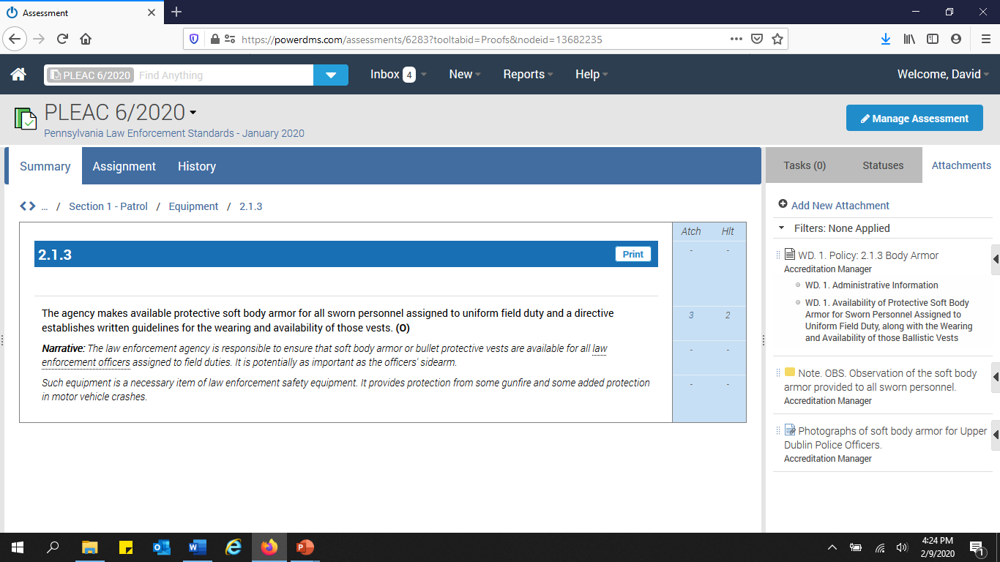 Assessment
https://powerdms.com/assessments/6283?tooltabid=Proofs&nodeid=13682235
PLEAC 6/2020 Find Anything
Inbox 4 New Reports Help Welcome, David
PLEAC 6/2020
Pennsylvania Law Enforcement Standards - January 2020
Manage Assessment
Summary Assignment History
Tasks (0) Statuses Attachments
... / Section 1 - Patrol / Equipment / 2.1.3
Atch Hlt
2.1.3 Print
- -
The agency makes available protective soft body armor for all sworn personnel assigned to uniform field duty and a directive
establishes written guidelines for the wearing and availability of those vests. (O)
3 2
Narrative: The law enforcement agency is responsible to ensure that soft body armor or bullet protective vests are available for all law
enforcement officers assigned to field duties. It is potentially as important as the officers' sidearm.
- -
Such equipment is a necessary item of law enforcement safety equipment. It provides protection from some gunfire and some added protection
in motor vehicle crashes.
- -
Add New Attachment
Filters: None Applied
WD. 1. Policy: 2.1.3 Body Armor
Accreditation Manager
WD. 1. Administrative Information
WD. 1. Availability of Protective Soft Body
Armor for Sworn Personnel Assigned to
Uniform Field Duty, along with the Wearing
and Availability of those Ballistic Vests
Note. OBS. Observation of the soft body
armor provided to all sworn personnel.
Accreditation Manager
Photographs of soft body armor for Upper
Dublin Police Officers.
Accreditation Manager
4:24 PM
2/9/2020
1